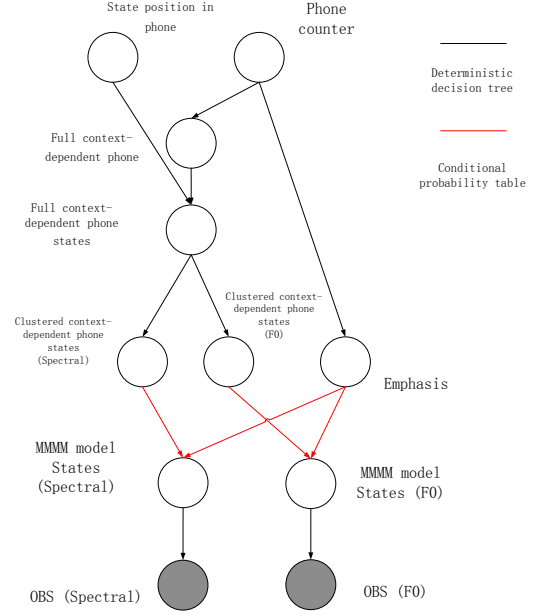 State position in
phone
Phone
counter
Deterministic
decision tree
Full context-
dependent phone
Conditional
probability table
Full context-
dependent phone
states
Clustered context-
dependent phone
states
(F0)
Clustered context-
dependent phone
states
(Spectral)
Emphasis
MMMM model
States
(Spectral)
MMMM model
States (F0)
OBS (Spectral)
OBS (F0)